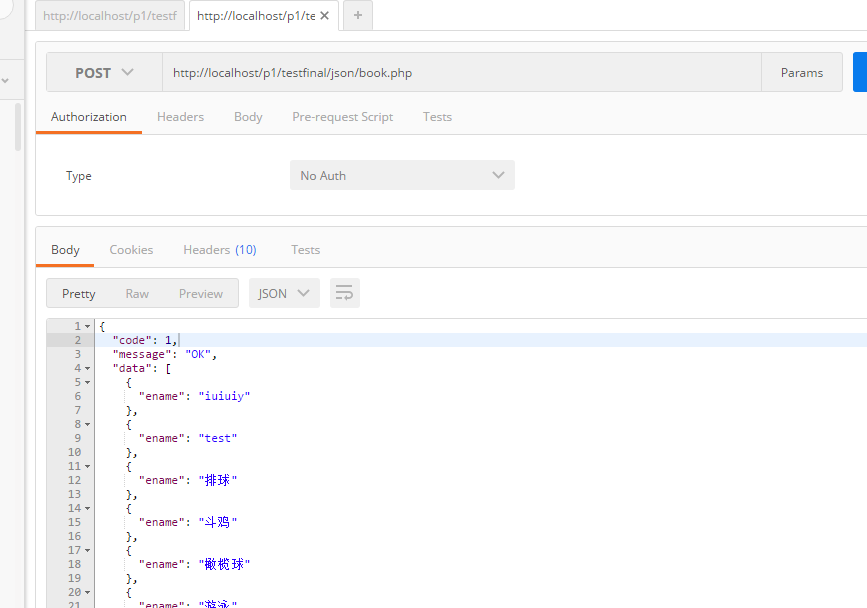 http://localhost/p1/testf
http://localhost/p1/te
POST
http://localhost/p1/testfinal/json/book.php
Params
Authorization Headers Body Pre-request Script Tests
Type
No Auth
Body Cookies Headers (10) Tests
Pretty Raw Preview JSON
1 {
2 "code": 1,
3 "message": "OK",
4 "data": [
5 {
6 "ename": "iuiuiy"
7 },
8 {
9 "ename": "test"
10 },
11 {
12 "ename": "排球"
13 },
14 {
15 "ename": "斗鸡"
16 },
17 {
18 "ename": "橄榄球"
19 },
20 {
21 "ename": "游泳"